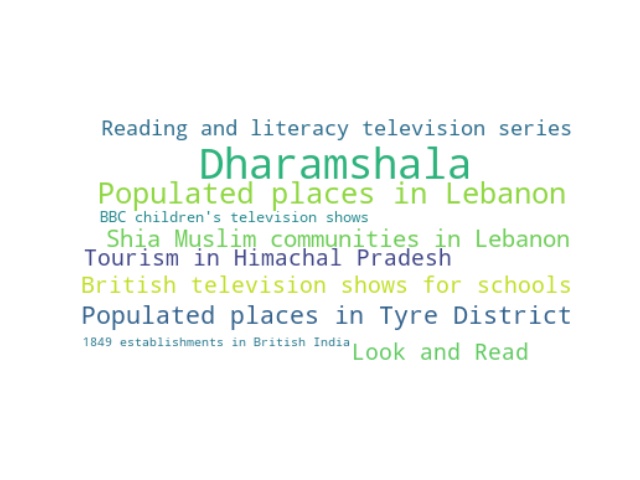 Reading and literacy television series
Dharamshala
Populated places in Lebanon
BBC children's television shows
Shia Muslim communities in Lebanon
Tourism in Himachal Pradesh
British television shows for schools
Populated places in Tyre District
1849 establishments in British India
Look and Read